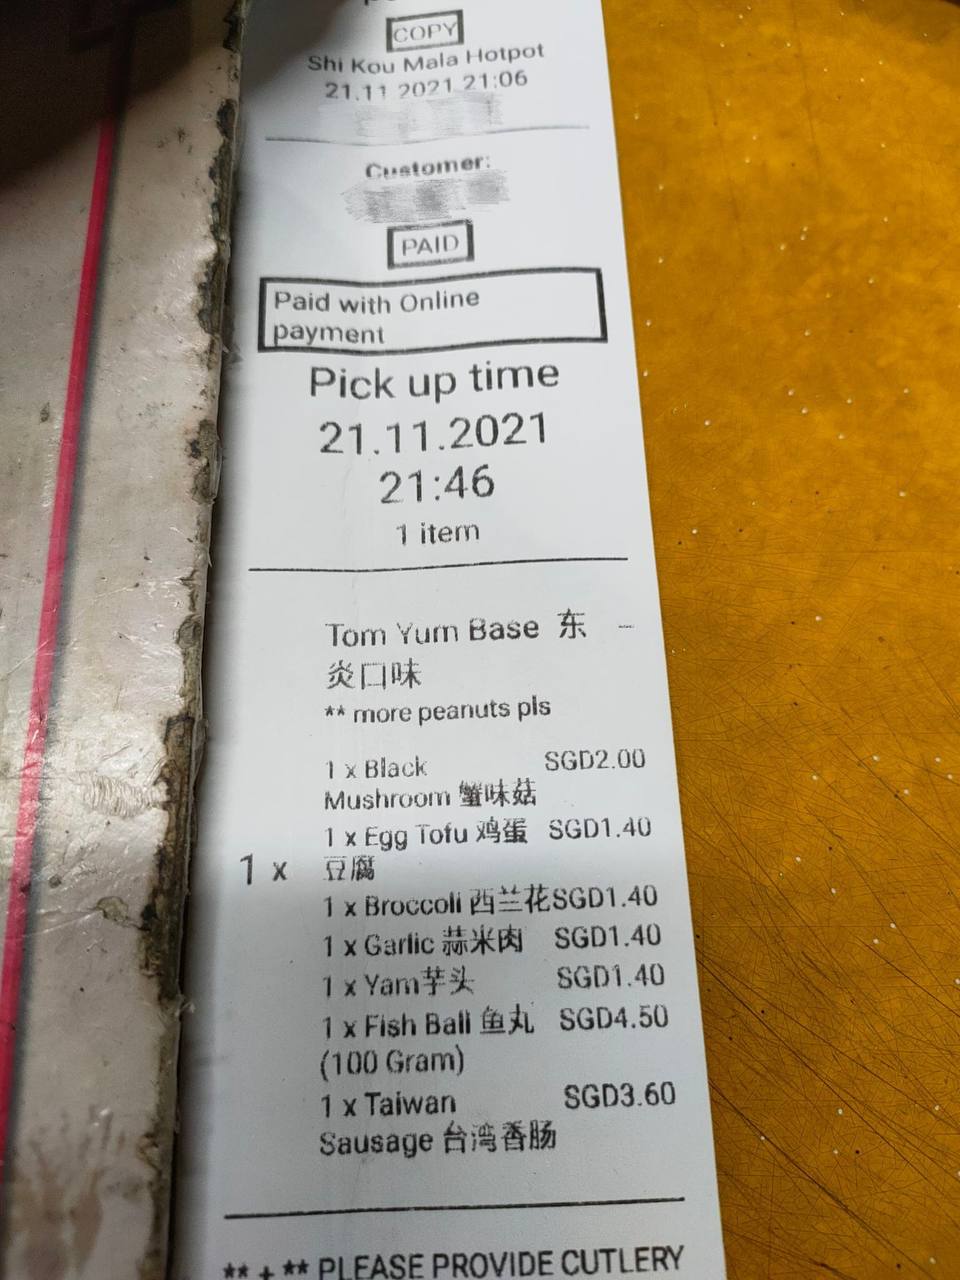 COPY
Shi Kou Mala Hotpot
21.11 2021 21:06
Customer:
PAID
Paid with Online
payment
Pick up time
21.11.2021
21:46
1 item
Tom Yum Base 东 –
炎口味
** more peanuts pls
1 x Black SGD2.00
Mushroom 蟹味菇
1 x Egg Tofu 鸡蛋 SGD1.40
1 x 豆腐
1 x Broccoli 西兰花SGD1.40
1 x Garlic 蒜米肉 SGD1.40
1 x Yam芋头 SGD1.40
1 x Fish Ball 鱼丸 SGD4.50
(100 Gram)
1 x Taiwan SGD3.60
Sausage 台湾香肠
** + ** PLEASE PROVIDE CUTLERY